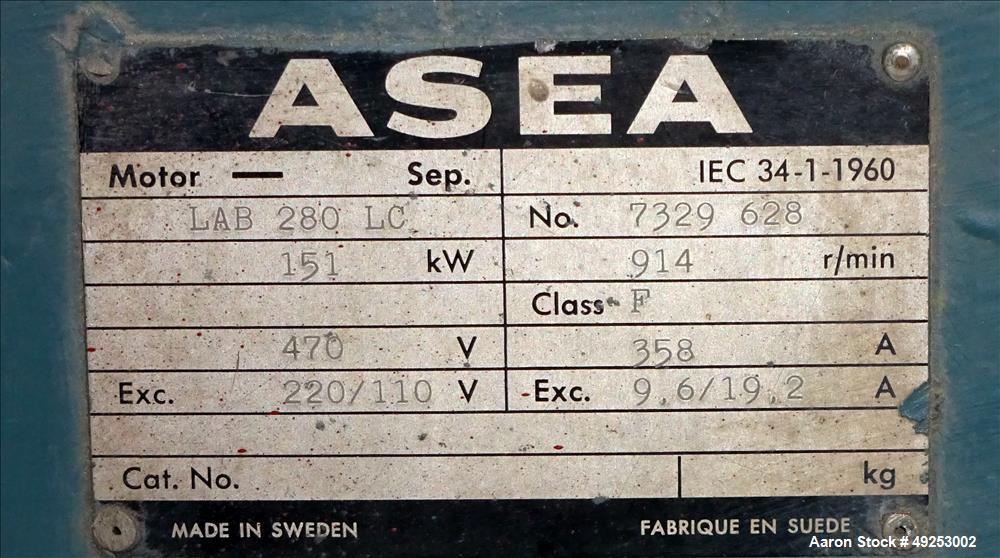 ASEA
Motor — Sep. IEC 34-1-1960
LAB 280 LC No. 7329 628
151 kW 914 r/min
Class F
470 V 358 A
Exc. 220/110 V Exc. 9,6/19,2 A
Cat. No. kg
MADE IN SWEDEN FABRIQUE EN SUEDE
Aaron Stock # 49253002